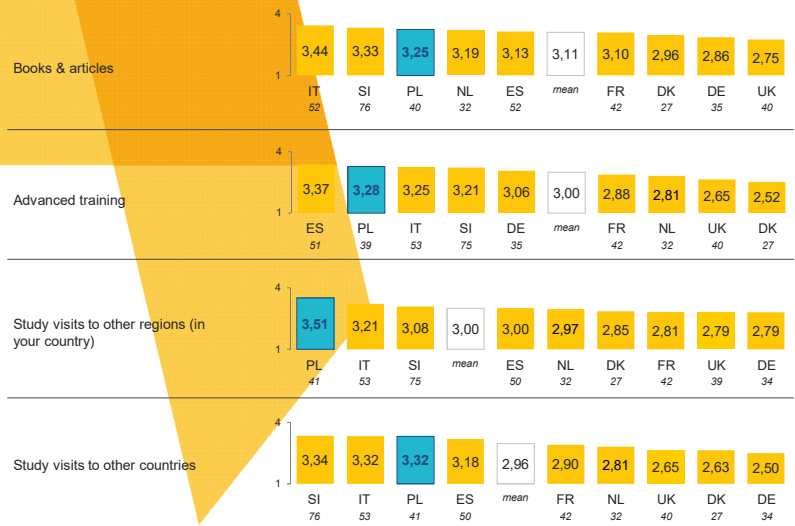 4
3,44 3,33 3,25 3,19 3,13 3,11 3,10 2,96 2,86 2,75
Books & articles
1
IT SI PL NL ES mean FR DK DE UK
52 76 40 32 52 42 27 35 40
4
3,37 3,28 3,25 3,21 3,06 3,00 2,88 2,81 2,65 2,52
Advanced training
1
ES PL IT SI DE mean FR NL UK DK
51 39 53 75 35 42 32 40 27
4
3,51 3,21 3,08 3,00 3,00 2,97 2,85 2,81 2,79 2,79
Study visits to other regions (in
your country)
1
PL IT SI mean ES NL DK FR UK DE
41 53 75 50 32 27 42 39 34
4
3,34 3,32 3,32 3,18 2,96 2,90 2,81 2,65 2,63 2,50
Study visits to other countries
1
SI IT PL ES mean FR NL UK DK DE
76 53 41 50 42 32 40 27 34